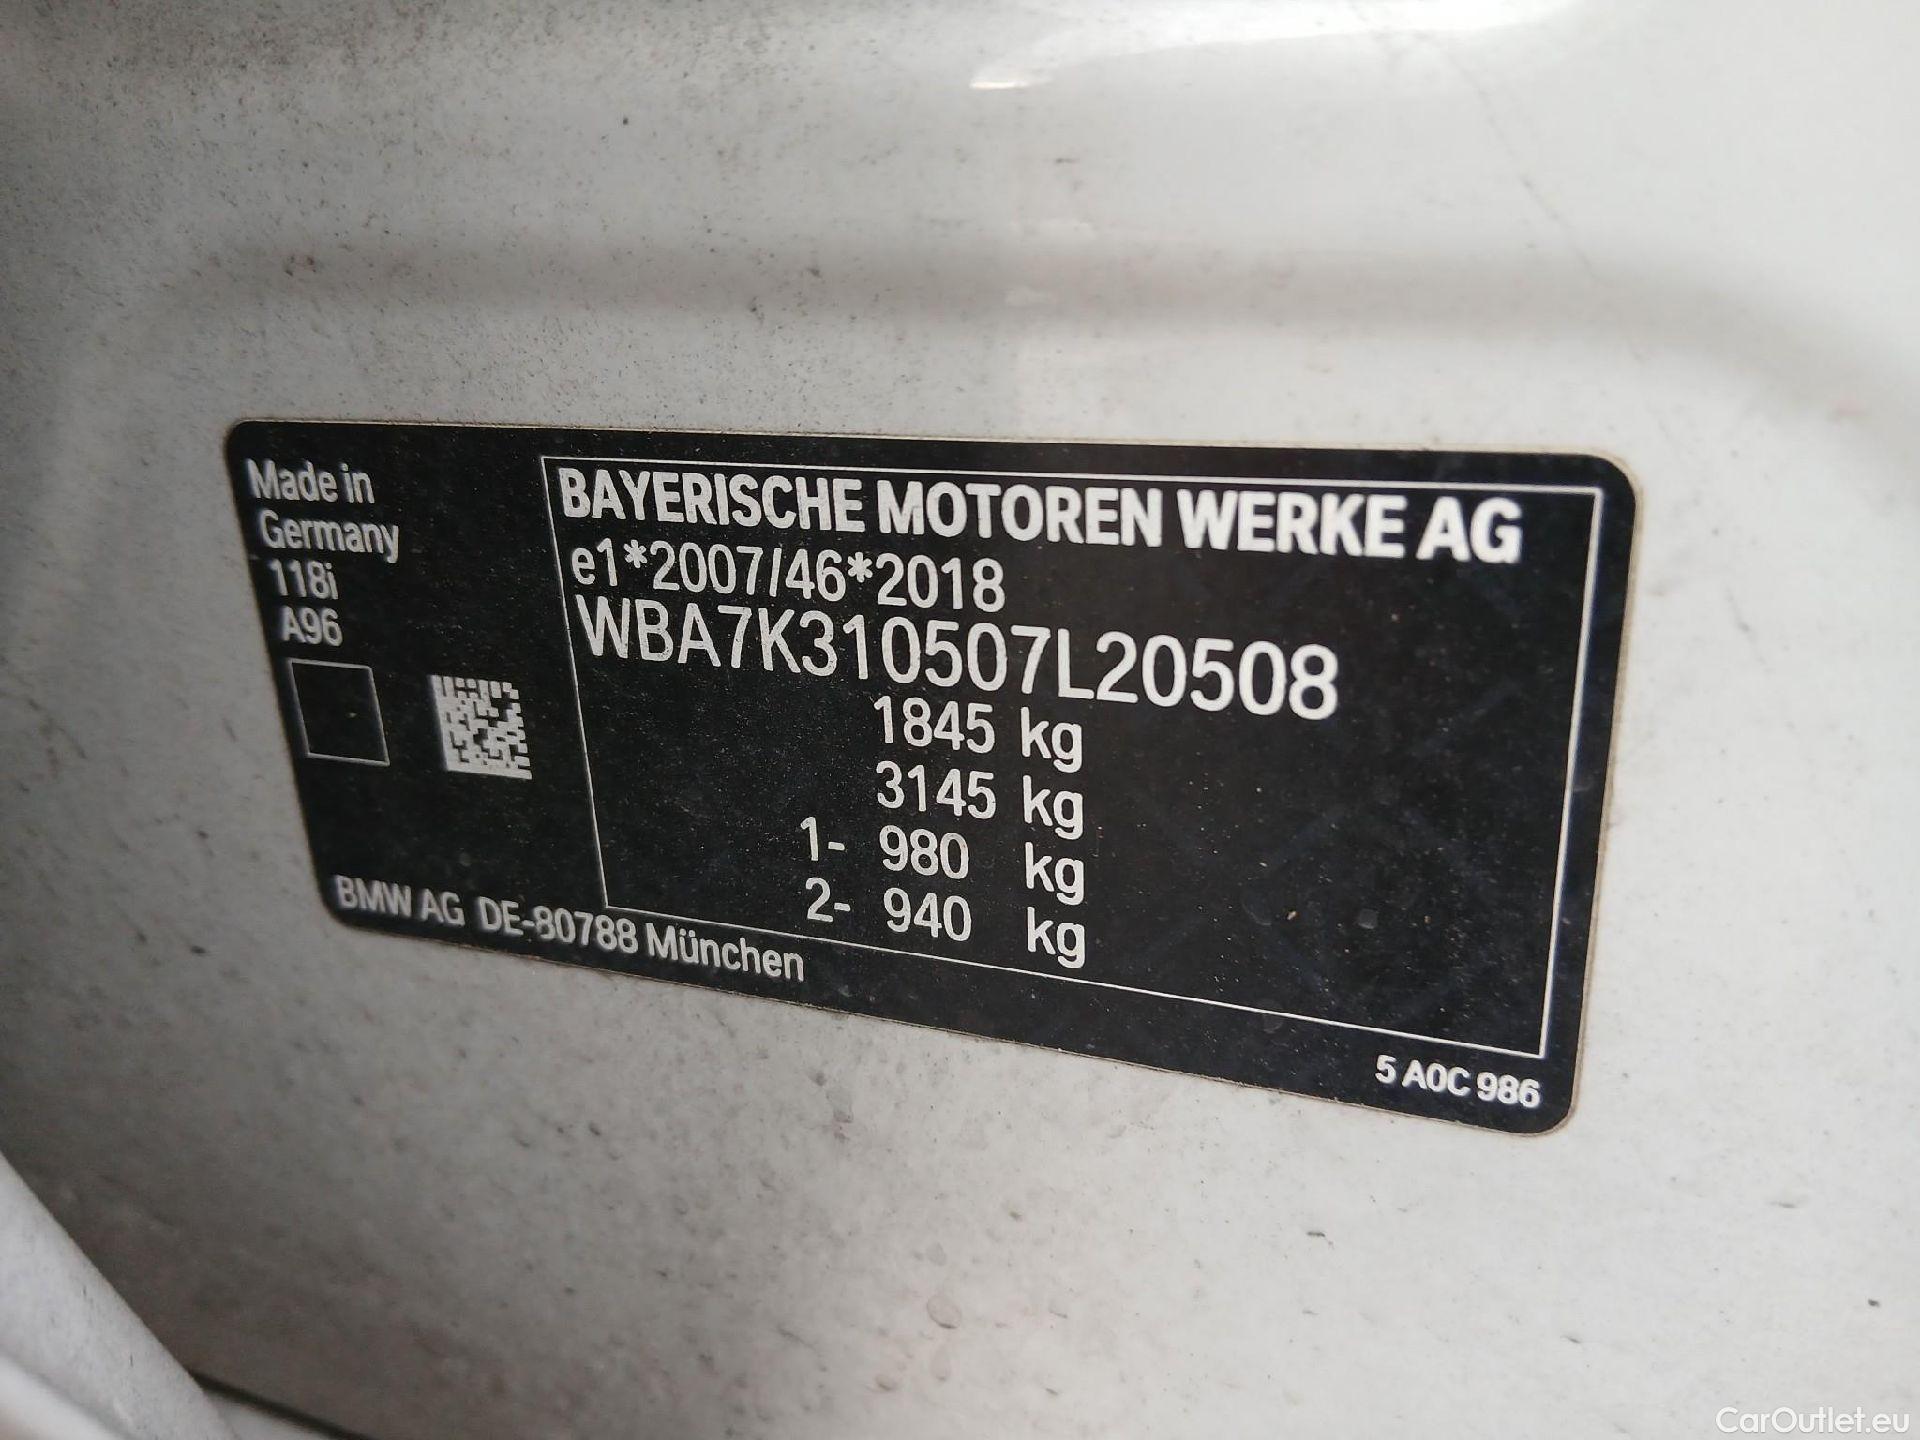 Made in
Germany
118i
A96
BAYERISCHE MOTOREN WERKE AG
e1*2007/46*2018
WBA7K310507L20508
1845 kg
3145 kg
1- 980 kg
2- 940 kg
BMW AG DE-80788 München
5 A0C 986
CarOutlet.eu